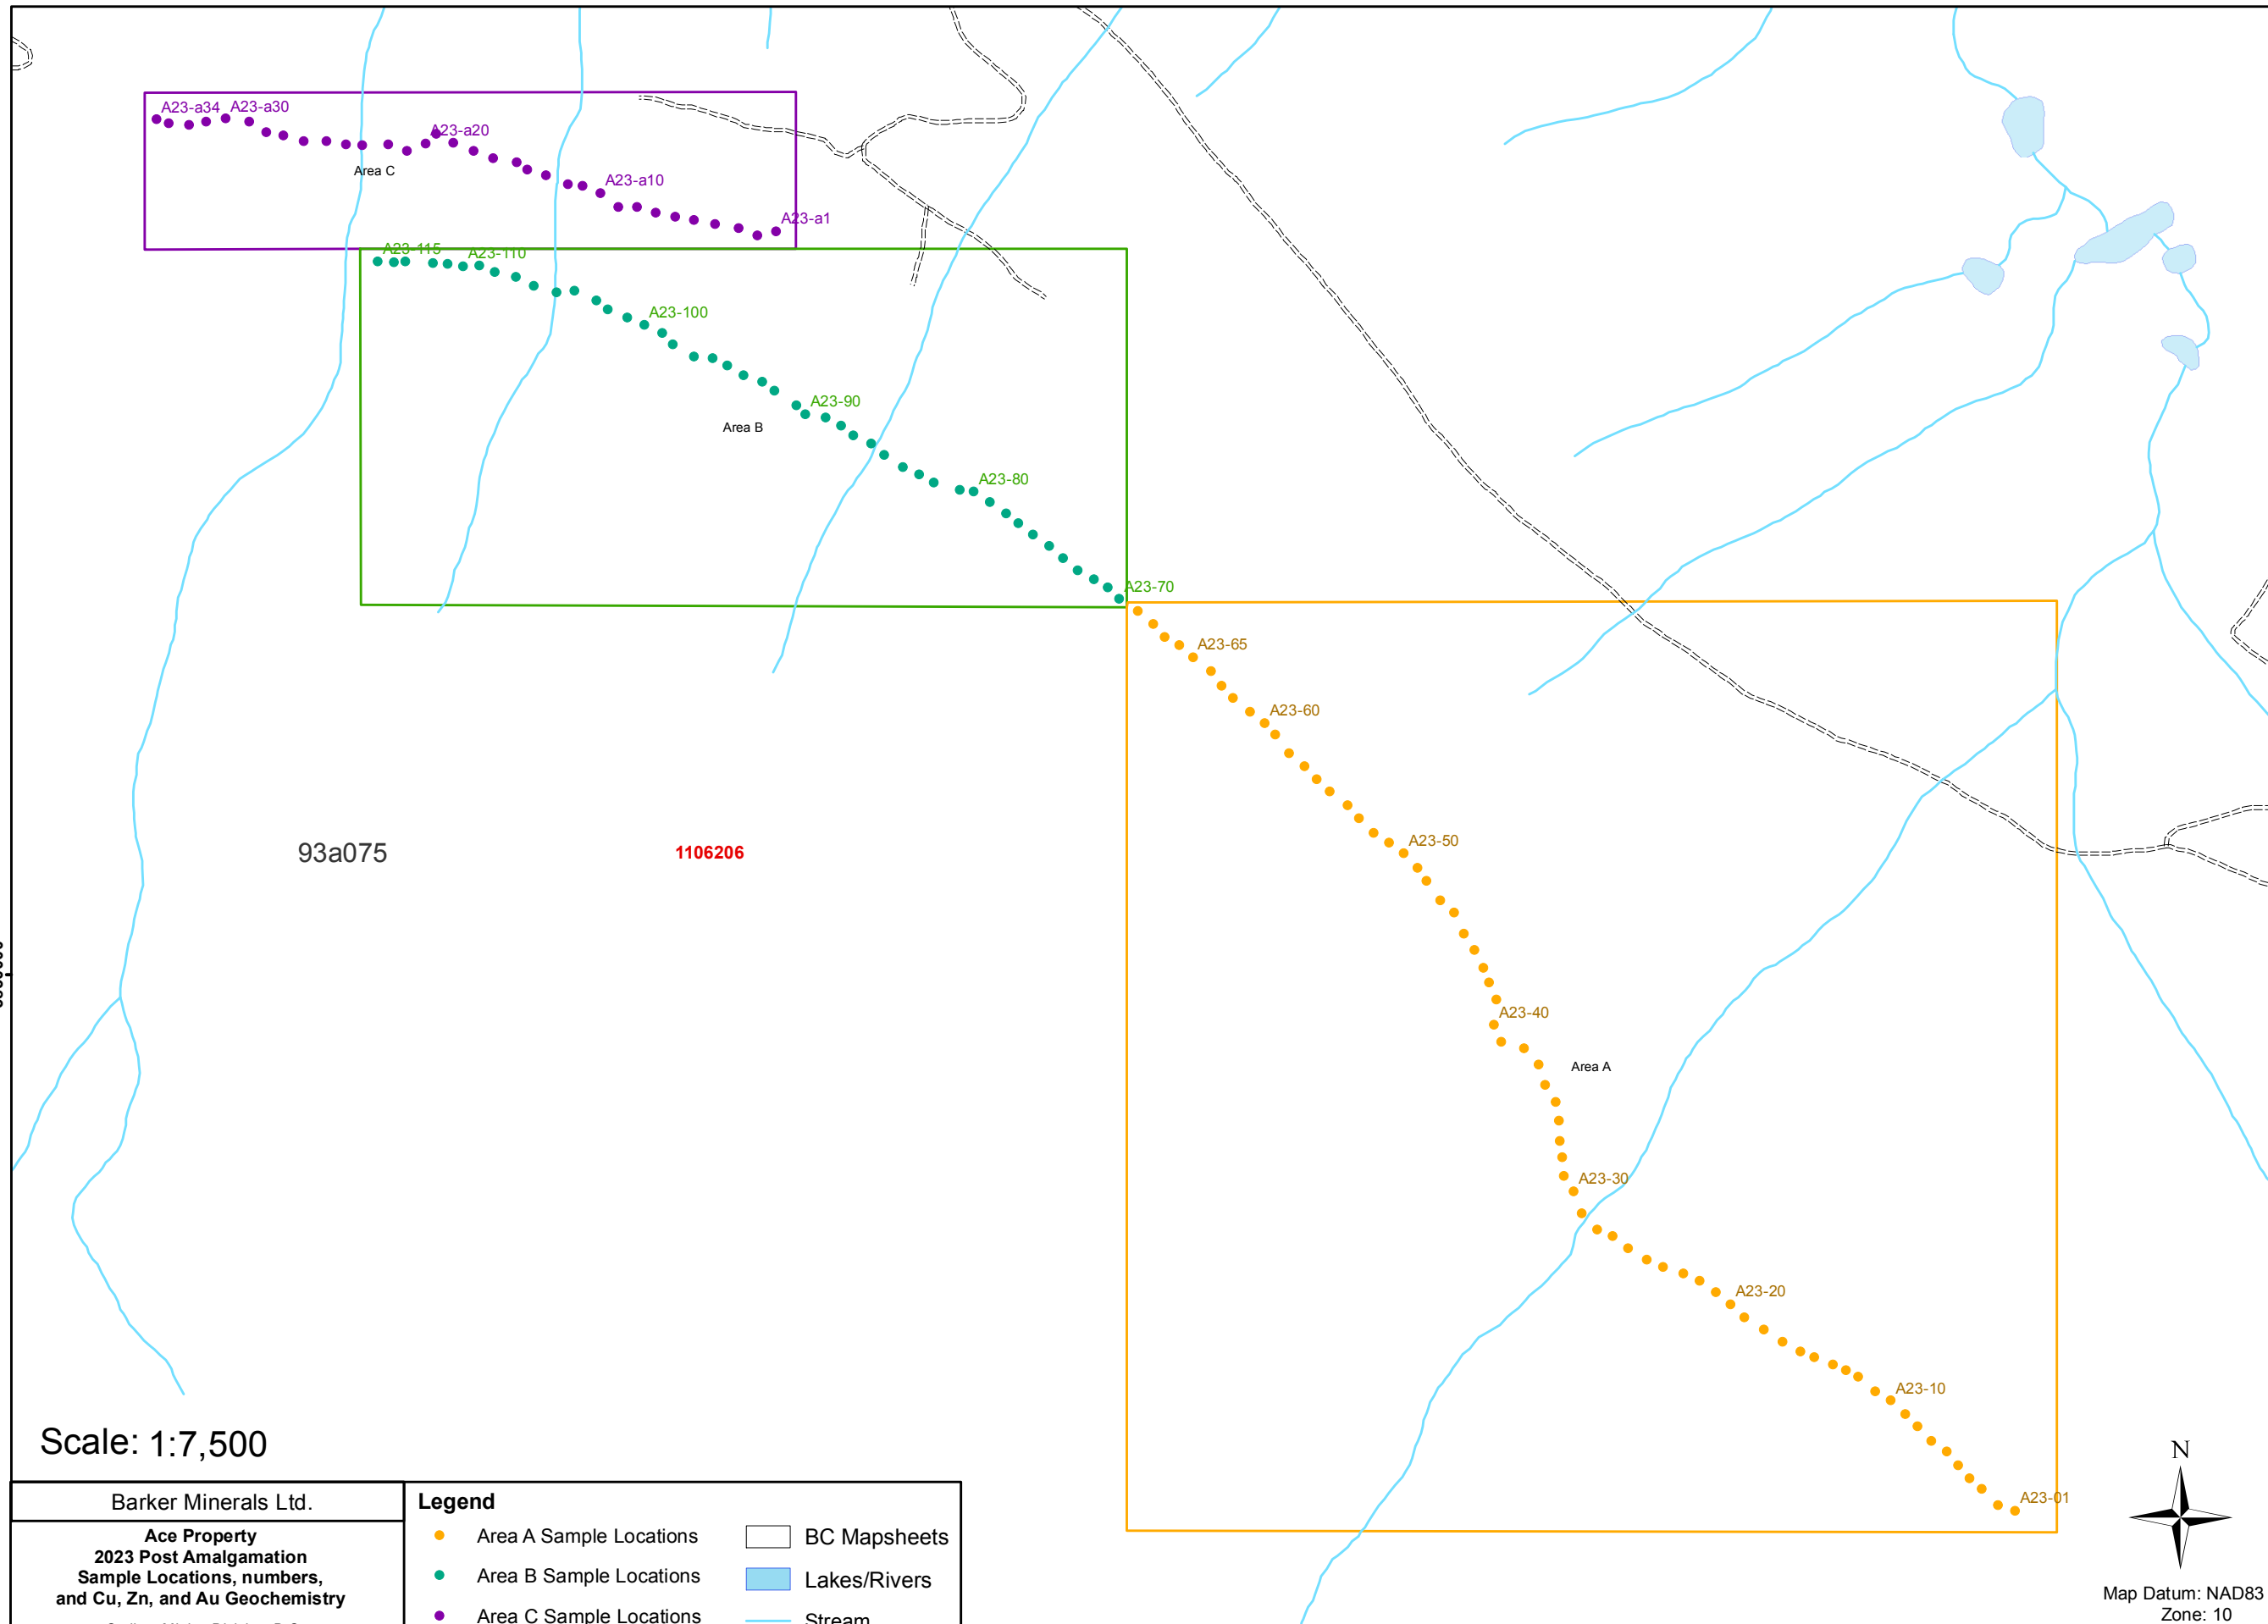 A23-a34 A23-a30
A23-a20
Area C
A23-a10
A23-a1
A23-115 A23-110
A23-100
A23-90
Area B
A23-80
A23-70
A23-65
A23-60
A23-50
93a075
1106206
A23-40
Area A
A23-30
A23-20
A23-10
A23-01
Scale: 1:7,500
N
Map Datum: NAD83
Zone: 10
Barker Minerals Ltd.
Ace Property
2023 Post Amalgamation
Sample Locations, numbers,
and Cu, Zn, and Au Geochemistry
Legend
Area A Sample Locations
Area B Sample Locations
Area C Sample Locations
BC Mapsheets
Lakes/Rivers
Stream